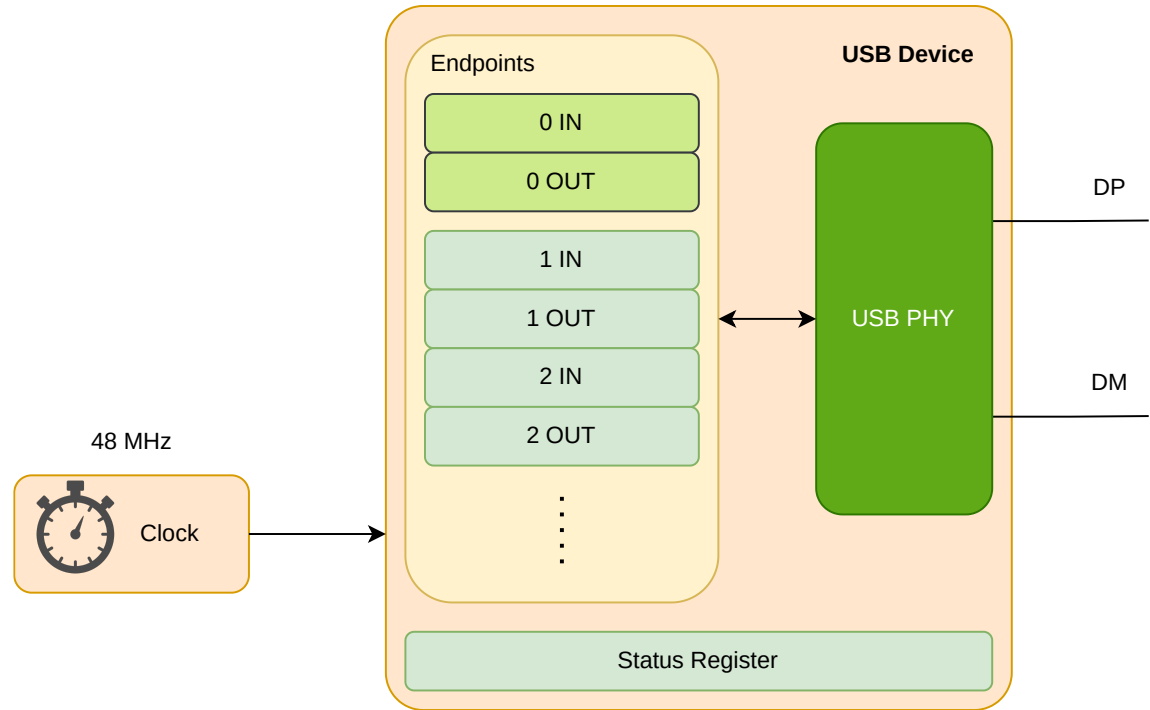 USB Device
Endpoints
0 IN
0 OUT
1 IN
1 OUT
2 IN
2 OUT
USB PHY
DP
DM
48 MHz
Clock
Status Register